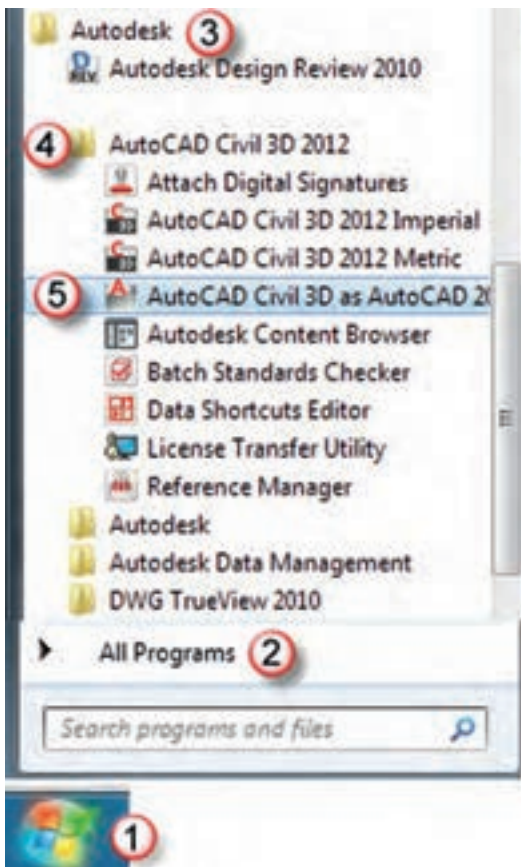 Autodesk 3
Autodesk Design Review 2010
4 AutoCAD Civil 3D 2012
Attach Digital Signatures
AutoCAD Civil 3D 2012 Imperial
AutoCAD Civil 3D 2012 Metric
5 AutoCAD Civil 3D as AutoCAD 20
Autodesk Content Browser
Batch Standards Checker
Data Shortcuts Editor
License Transfer Utility
Reference Manager
Autodesk
Autodesk Data Management
DWG TrueView 2010
All Programs 2
Search programs and files
1